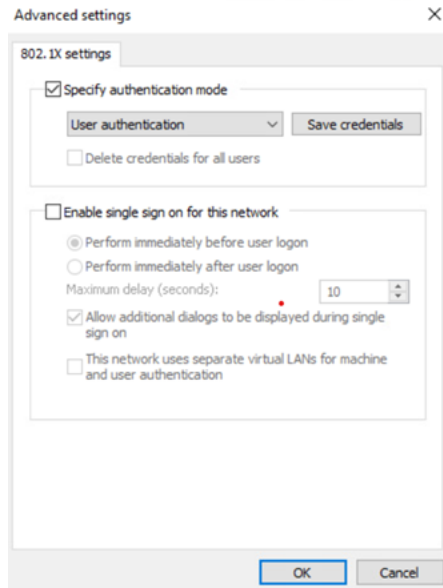 Advanced settings
802.1X settings
Specify authentication mode
User authentication
Save credentials
Delete credentials for all users
Enable single sign on for this network
Perform immediately before user logon
Perform immediately after user logon
Maximum delay (seconds):
10
Allow additional dialogs to be displayed during single
sign on
This network uses separate virtual LANs for machine
and user authentication
OK
Cancel